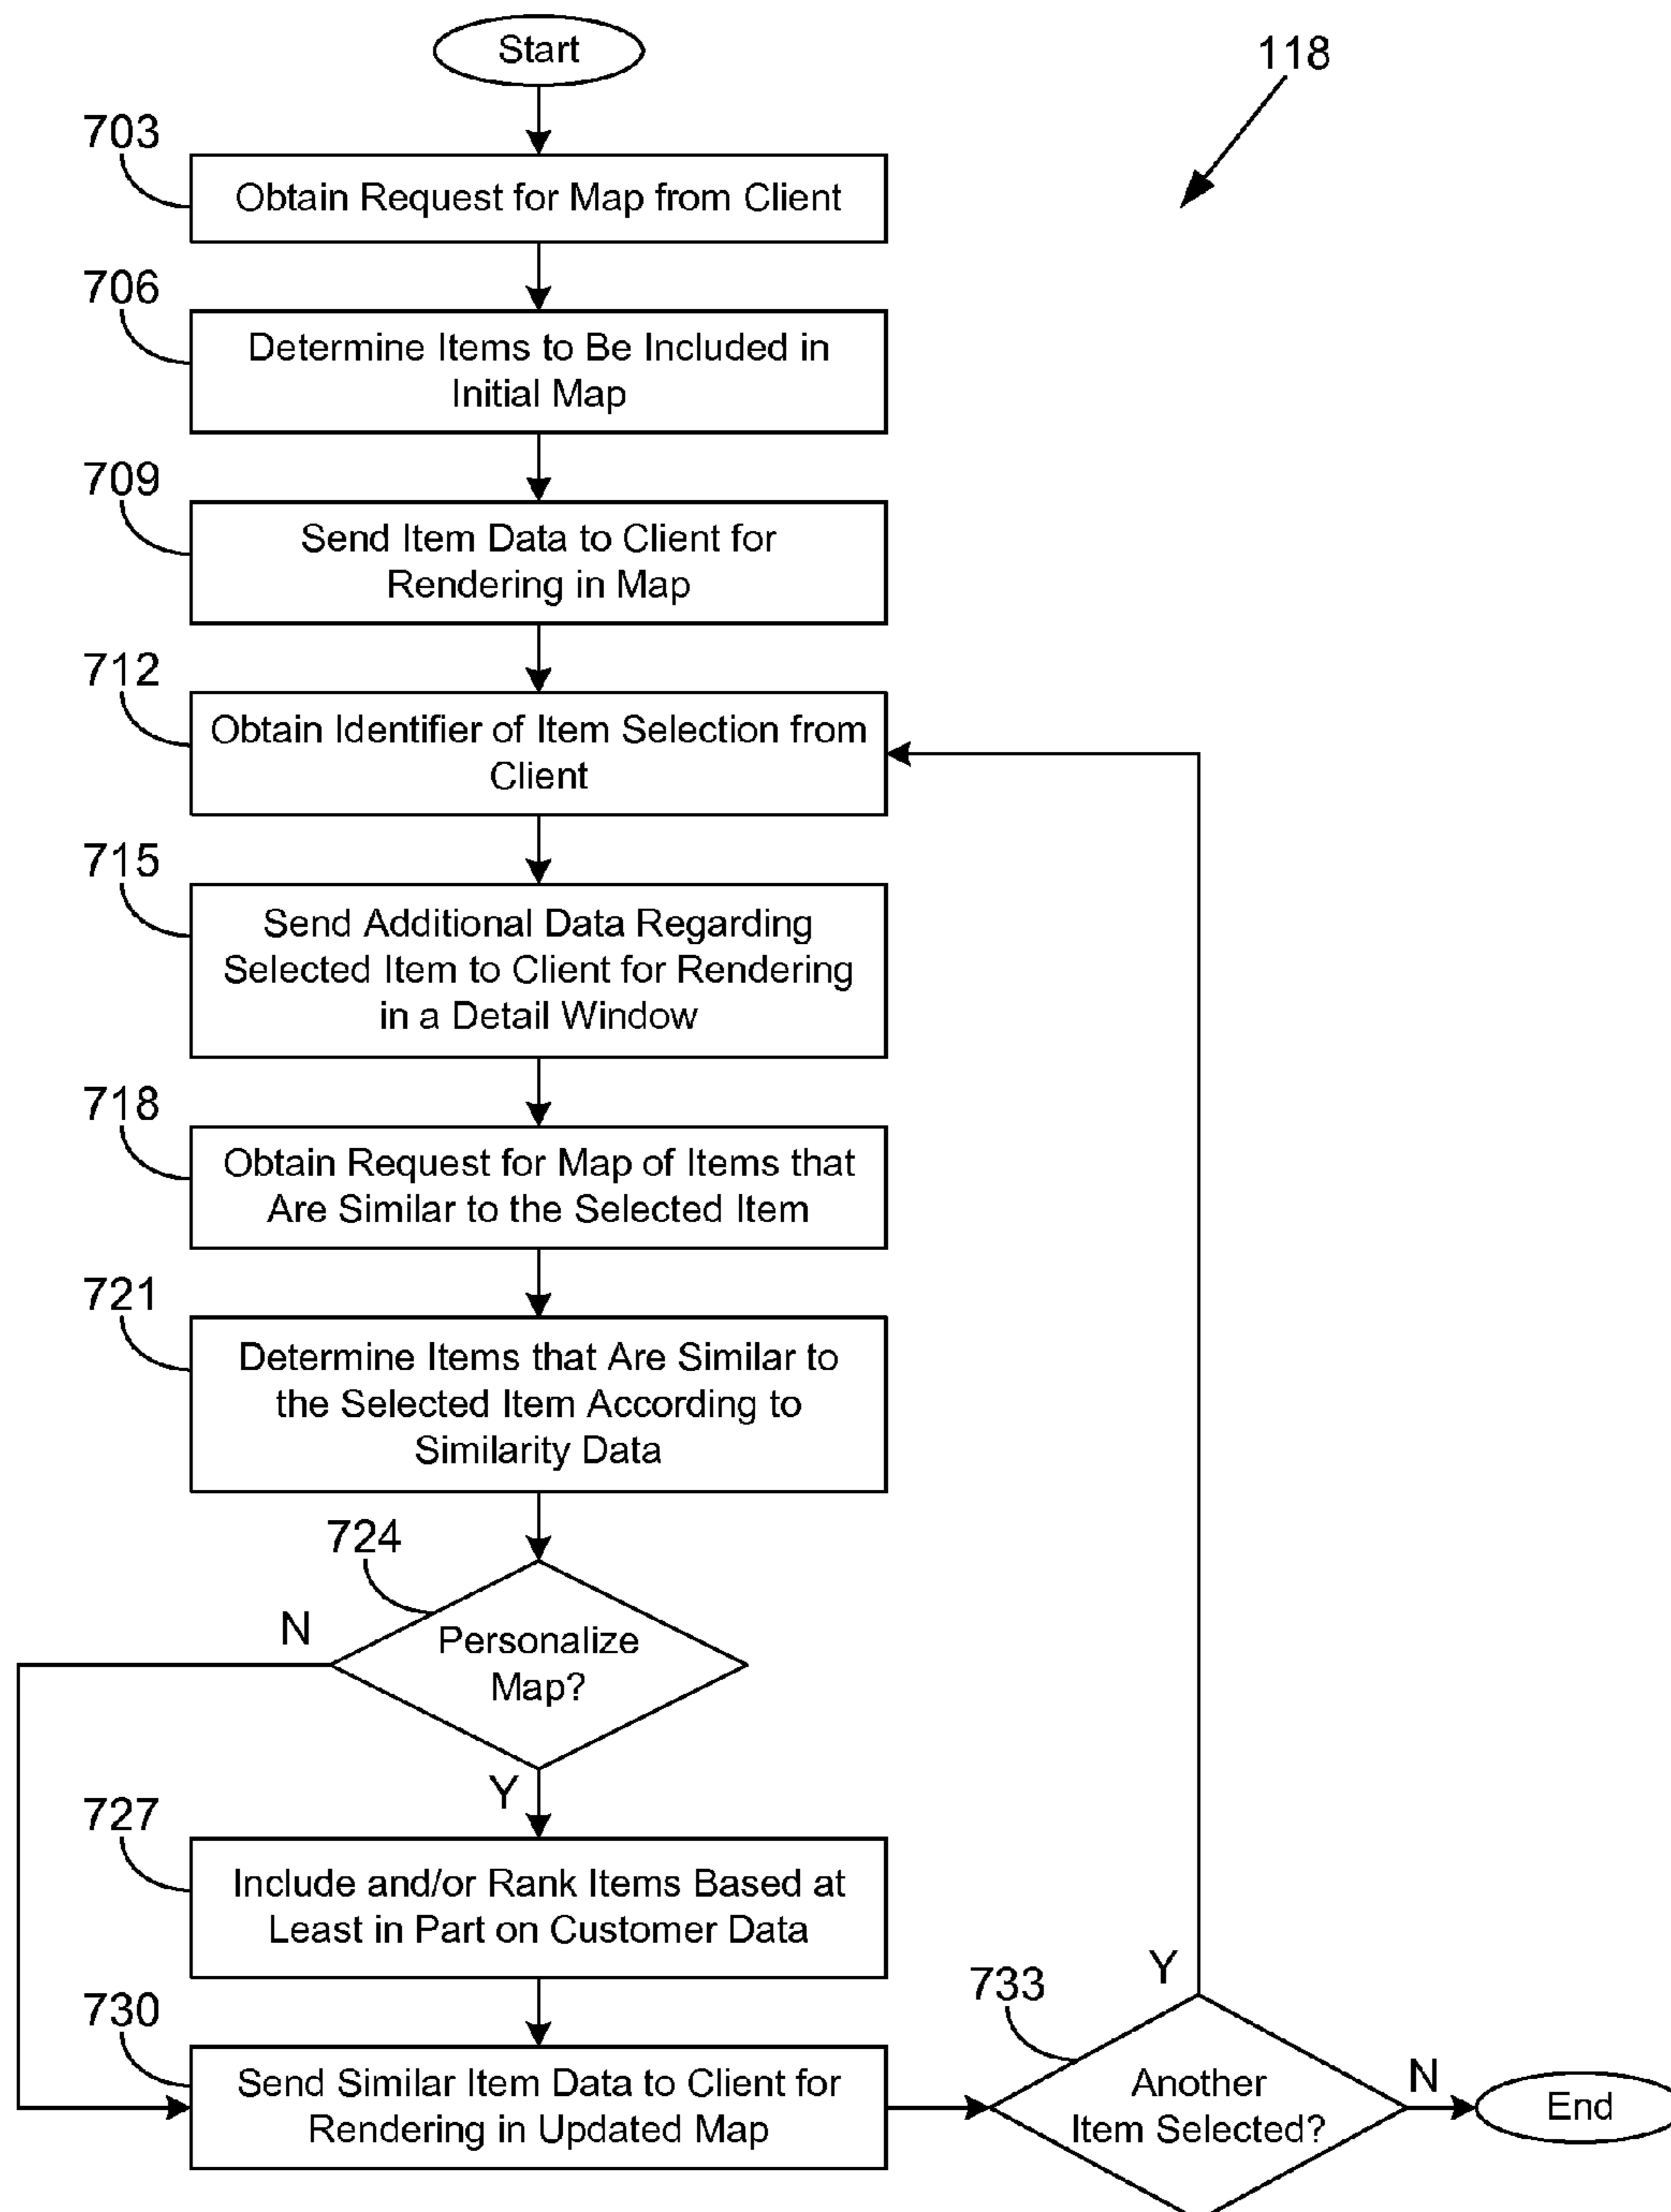 Start
118
703
Obtain Request for Map from Client
706
Determine Items to Be Included in
Initial Map
709
Send Item Data to Client for
Rendering in Map
712
Obtain Identifier of Item Selection from
Client
715
Send Additional Data Regarding
Selected Item to Client for Rendering
in a Detail Window
718
Obtain Request for Map of Items that
Are Similar to the Selected Item
721
Determine Items that Are Similar to
the Selected Item According to
Similarity Data
724
N
Personalize
Map?
Y
727
Include and/or Rank Items Based at
Least in Part on Customer Data
730
Send Similar Item Data to Client for
Rendering in Updated Map
733
Y
Another
Item Selected?
N
End